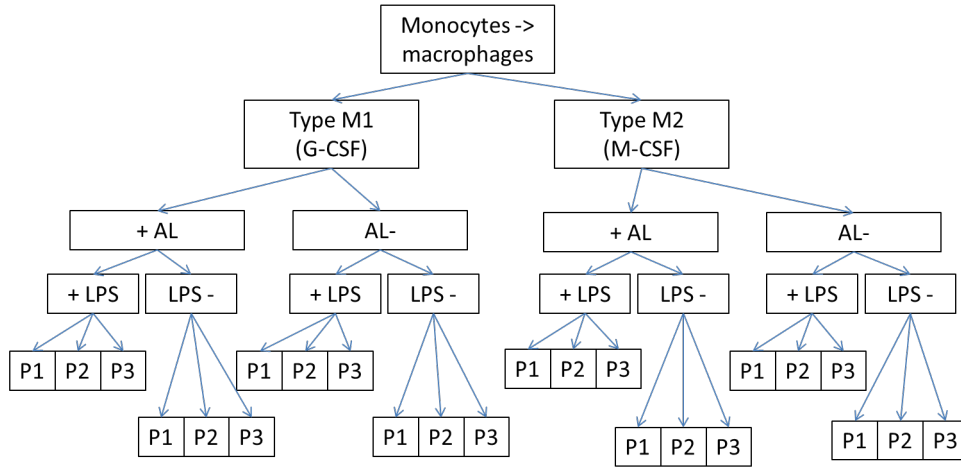 Monocytes ->
macrophages
Type M1
(G-CSF)
Type M2
(M-CSF)
+ AL
AL-
+ AL
AL-
+ LPS
LPS -
+ LPS
LPS -
+ LPS
LPS -
+ LPS
LPS -
P1 P2 P3
P1 P2 P3
P1 P2 P3
P1 P2 P3
P1 P2 P3
P1 P2 P3
P1 P2 P3
P1 P2 P3